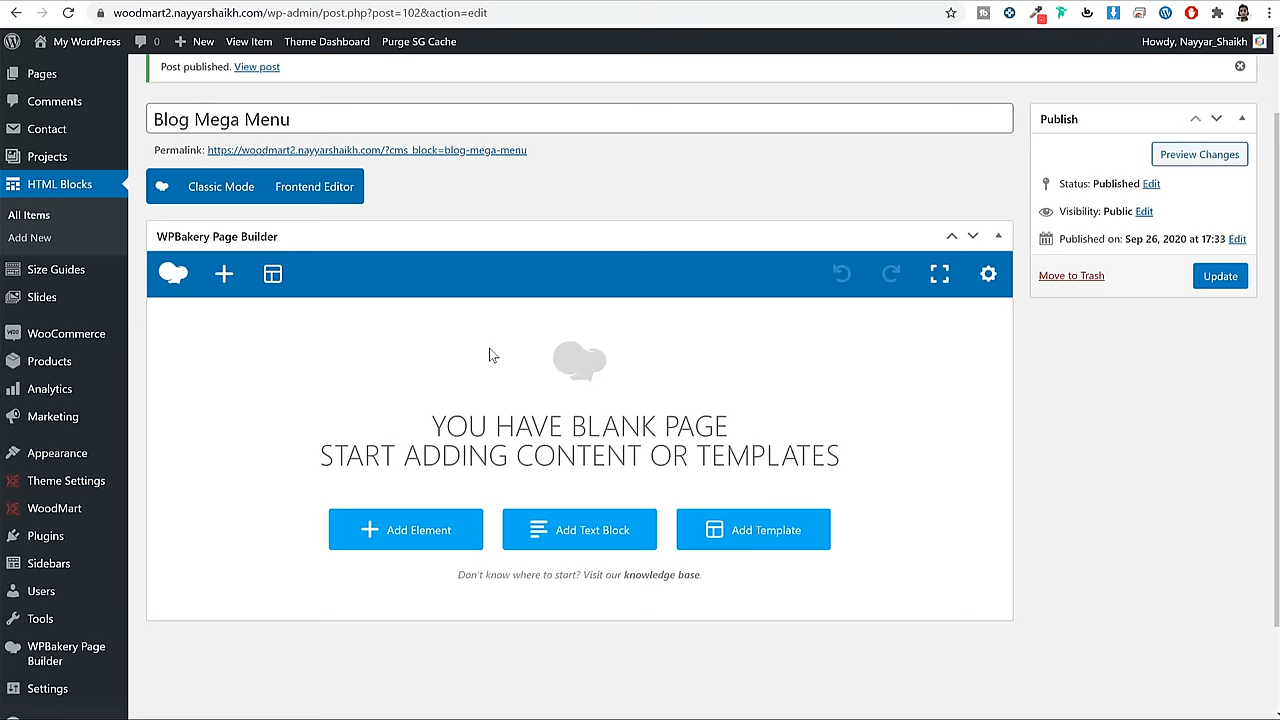 woodmart2.nayyarshaikh.com/wp-admin/post.php?post=102&action=edit
My WordPress
0
New
View Item
Theme Dashboard
Purge SG Cache
Howdy, Nayyar_Shaikh
Pages
Comments
Contact
Projects
HTML Blocks
All Items
Add New
Size Guides
Slides
WooCommerce
Products
Analytics
Marketing
Appearance
Theme Settings
WoodMart
Plugins
Sidebars
Users
Tools
WPBakery Page
Builder
Settings
Post published. View post
Blog Mega Menu
Permalink: https://woodmart2.nayyarshaikh.com/?cms_block=blog-mega-menu
Classic Mode
Frontend Editor
WPBakery Page Builder
YOU HAVE BLANK PAGE
START ADDING CONTENT OR TEMPLATES
Add Element
Add Text Block
Add Template
Don't know where to start? Visit our knowledge base.
Publish
Preview Changes
Status: Published Edit
Visibility: Public Edit
Published on: Sep 26, 2020 at 17:33 Edit
Move to Trash
Update